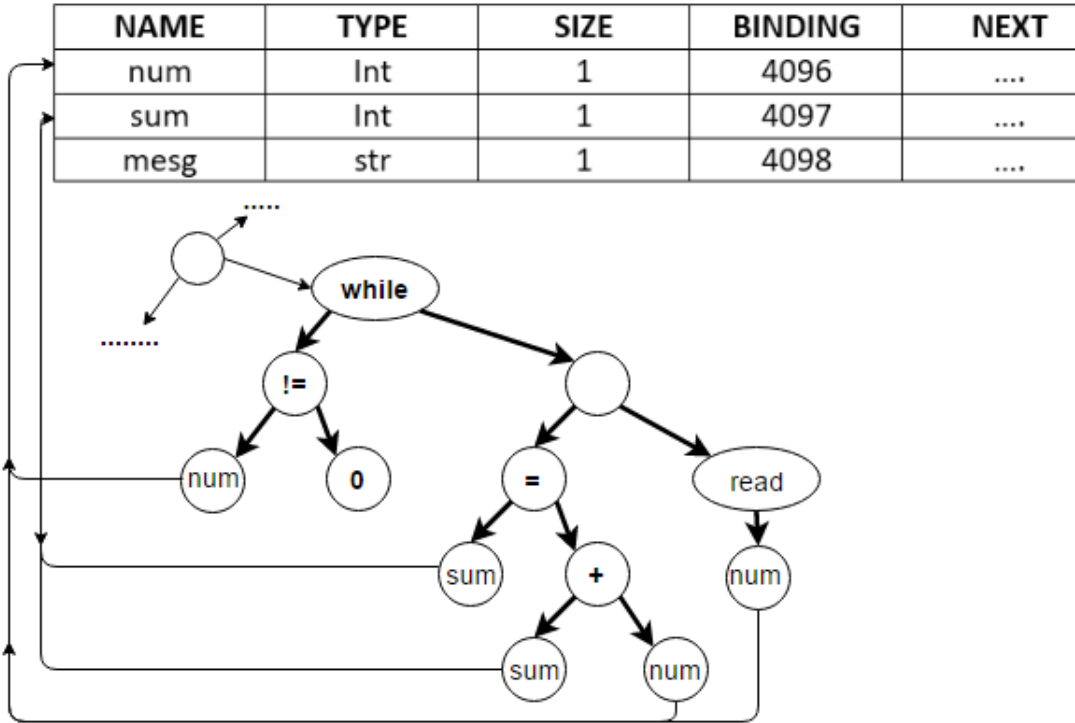 NAME TYPE SIZE BINDING NEXT
num Int 1 4096 ....
sum Int 1 4097 ....
mesg str 1 4098 ....
.....
while
........
!=
num 0 = read
sum + num
sum num